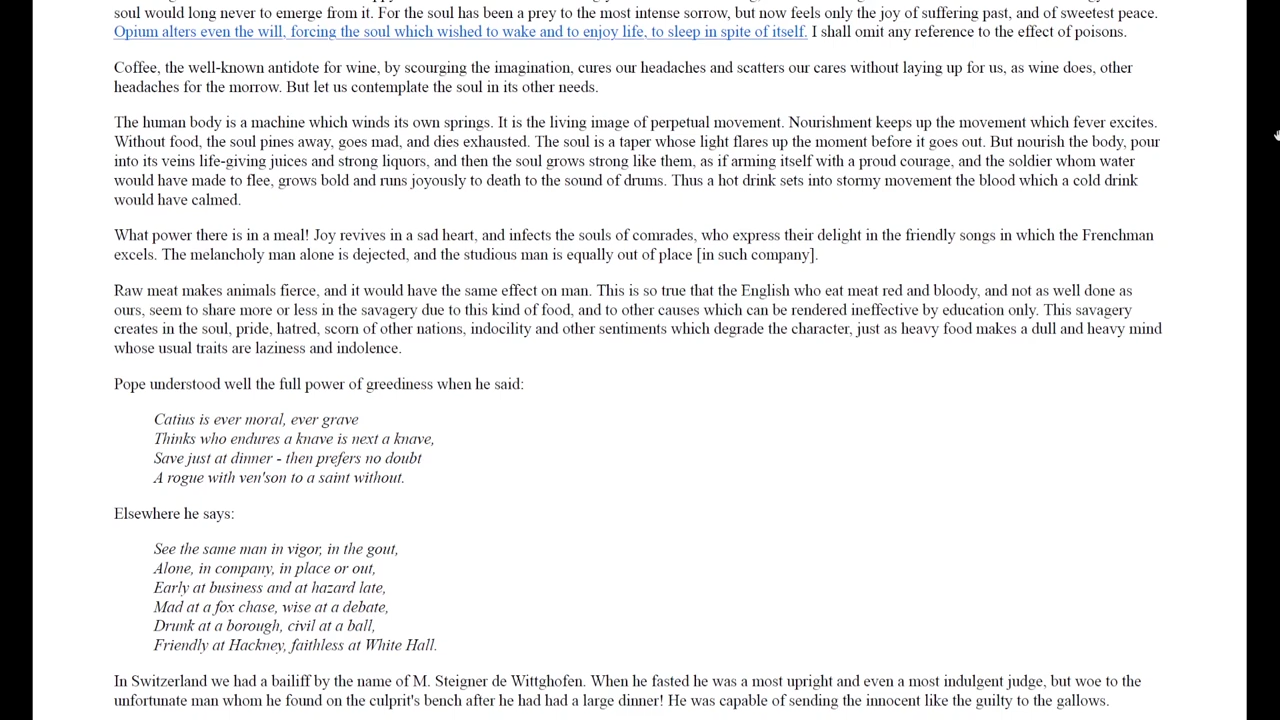 soul would long never to emerge from it. For the soul has been a prey to the most intense sorrow, but now feels only the joy of suffering past, and of sweetest peace.
Opium alters even the will, forcing the soul which wished to wake and to enjoy life, to sleep in spite of itself. I shall omit any reference to the effect of poisons.
Coffee, the well-known antidote for wine, by scourging the imagination, cures our headaches and scatters our cares without laying up for us, as wine does, other
headaches for the morrow. But let us contemplate the soul in its other needs.
The human body is a machine which winds its own springs. It is the living image of perpetual movement. Nourishment keeps up the movement which fever excites.
Without food, the soul pines away, goes mad, and dies exhausted. The soul is a taper whose light flares up the moment before it goes out. But nourish the body, pour
into its veins life-giving juices and strong liquors, and then the soul grows strong like them, as if arming itself with a proud courage, and the soldier whom water
would have made to flee, grows bold and runs joyously to death to the sound of drums. Thus a hot drink sets into stormy movement the blood which a cold drink
would have calmed.
What power there is in a meal! Joy revives in a sad heart, and infects the souls of comrades, who express their delight in the friendly songs in which the Frenchman
excels. The melancholy man alone is dejected, and the studious man is equally out of place [in such company].
Raw meat makes animals fierce, and it would have the same effect on man. This is so true that the English who eat meat red and bloody, and not as well done as
ours, seem to share more or less in the savagery due to this kind of food, and to other causes which can be rendered ineffective by education only. This savagery
creates in the soul, pride, hatred, scorn of other nations, indocility and other sentiments which degrade the character, just as heavy food makes a dull and heavy mind
whose usual traits are laziness and indolence.
Pope understood well the full power of greediness when he said:
Catius is ever moral, ever grave
Thinks who endures a knave is next a knave,
Save just at dinner - then prefers no doubt
A rogue with ven'son to a saint without.
Elsewhere he says:
See the same man in vigor, in the gout,
Alone, in company, in place or out,
Early at business and at hazard late,
Mad at a fox chase, wise at a debate,
Drunk at a borough, civil at a ball,
Friendly at Hackney, faithless at White Hall.
In Switzerland we had a bailiff by the name of M. Steigner de Wittghofen. When he fasted he was a most upright and even a most indulgent judge, but woe to the
unfortunate man whom he found on the culprit's bench after he had had a large dinner! He was capable of sending the innocent like the guilty to the gallows.